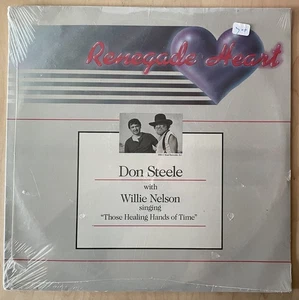 Renegade Heart
Don Steele
with
Willie Nelson
singing
"Those Healing Hands of Time"